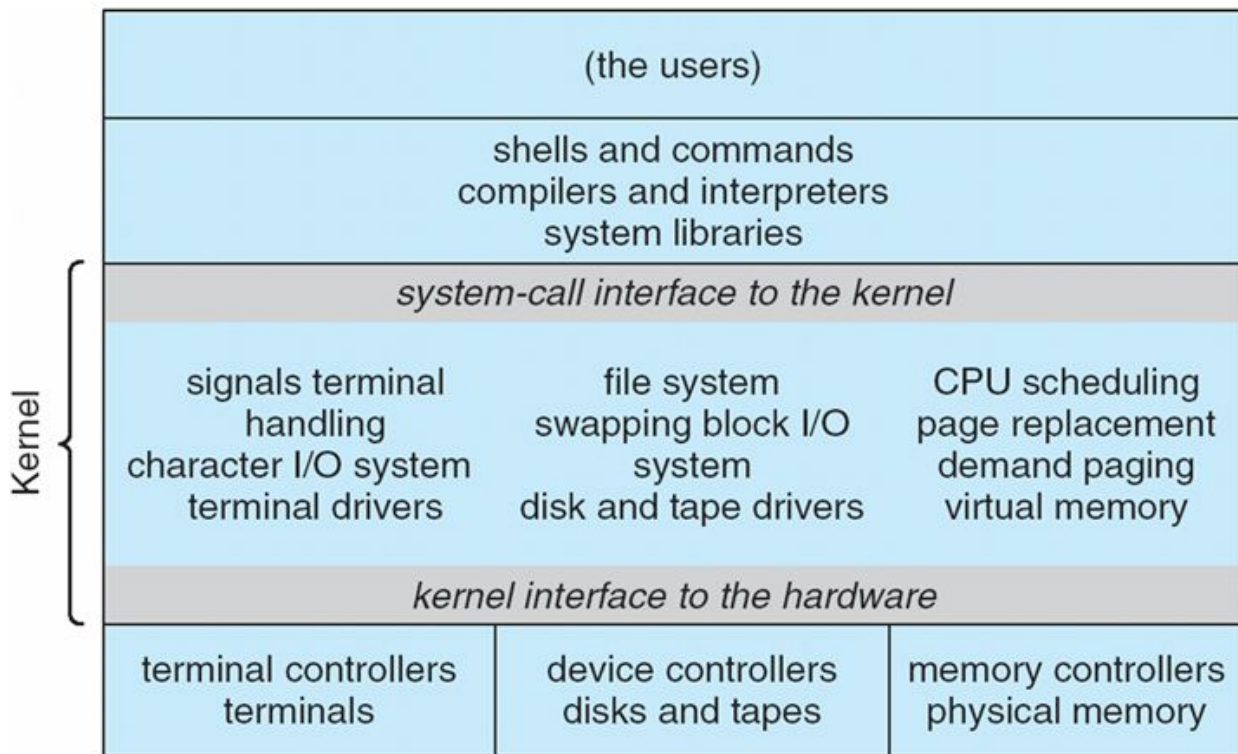 (the users)
shells and commands
compilers and interpreters
system libraries
Kernel
system-call interface to the kernel
signals terminal
handling
character I/O system
terminal drivers
file system
swapping block I/O
system
disk and tape drivers
CPU scheduling
page replacement
demand paging
virtual memory
kernel interface to the hardware
terminal controllers
terminals
device controllers
disks and tapes
memory controllers
physical memory